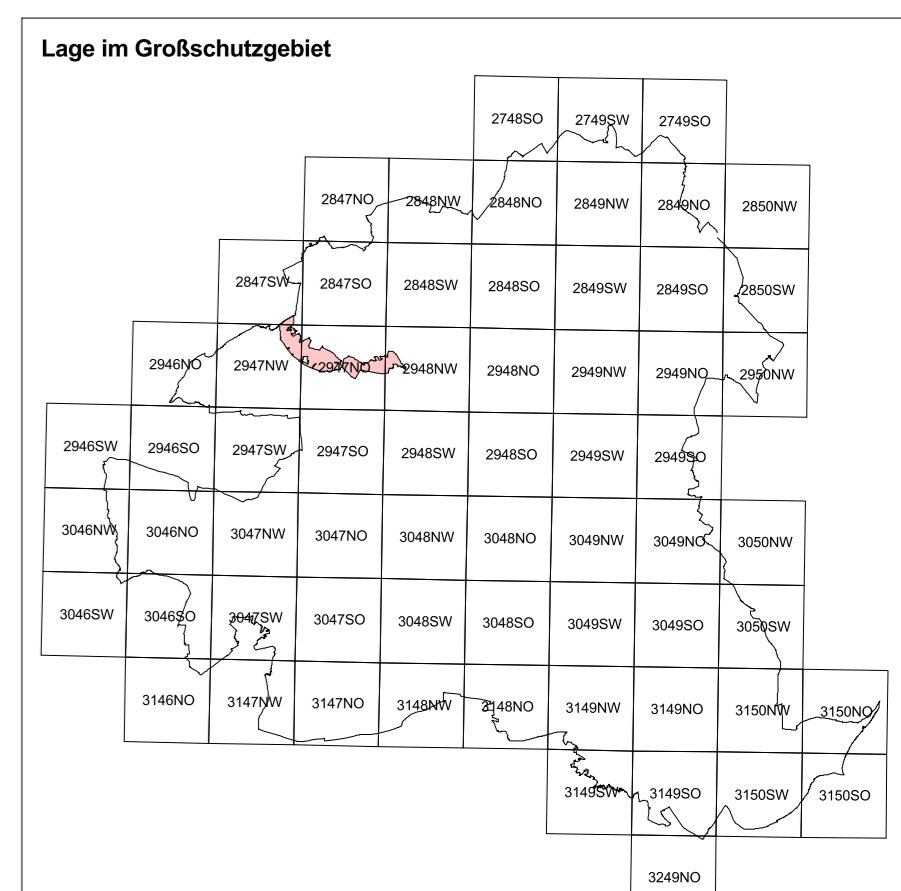 Lage im Großschutzgebiet
2748SO 2749SW 2749SO
2847NO 2848NW 2848NO 2849NW 2849NO 2850NW
2847SW 2847SO 2848SW 2848SO 2849SW 2849SO 2850SW
2946NO 2947NW 2947NO 2948NW 2948NO 2949NW 2949NO 2950NW
2946SW 2946SO 2947SW 2947SO 2948SW 2948SO 2949SW 2949SO
3046NW 3046NO 3047NW 3047NO 3048NW 3048NO 3049NW 3049NO 3050NW
3046SW 3046SO 3047SW 3047SO 3048SW 3048SO 3049SW 3049SO 3050SW
3146NO 3147NW 3147NO 3148NW 3148NO 3149NW 3149NO 3150NW 3150NO
3149SW 3149SO 3150SW 3150SO
3249NO